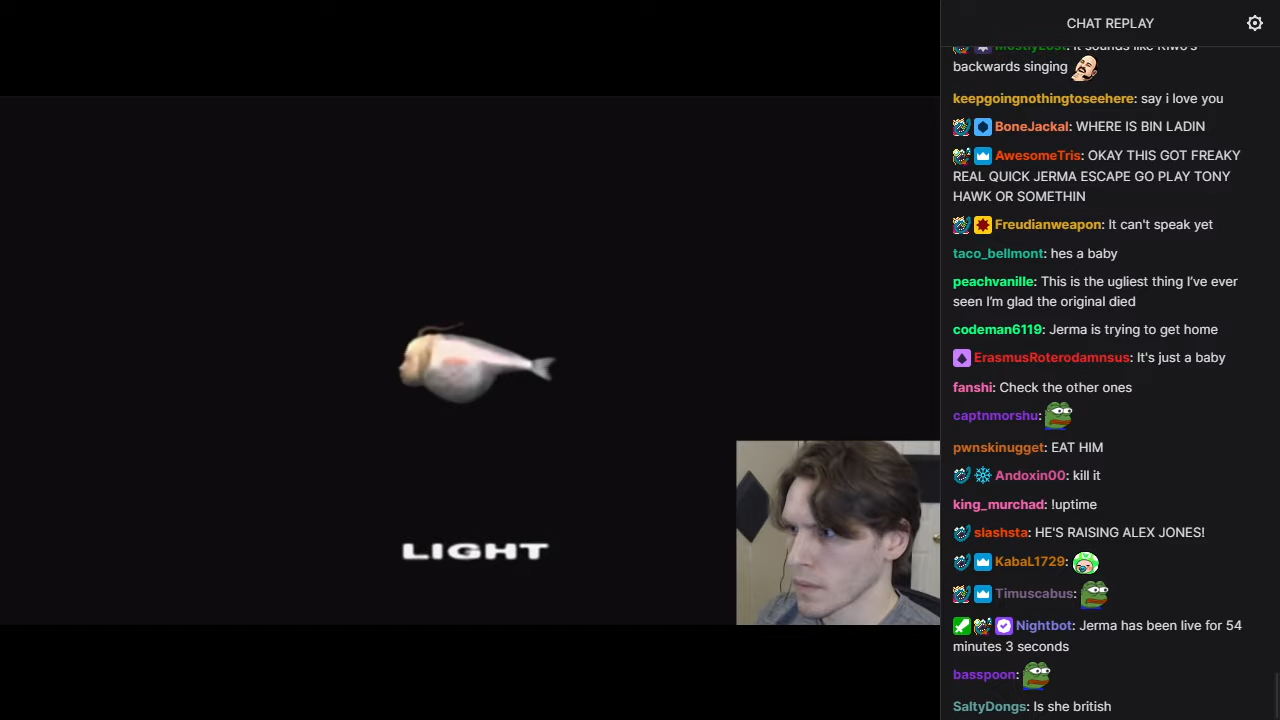 CHAT REPLAY
MostlyLost: It sounds like Kiwo's
backwards singing
keepgoingnothingtoseehere: say i love you
BoneJackal: WHERE IS BIN LADIN
AwesomeTris: OKAY THIS GOT FREAKY
REAL QUICK JERMA ESCAPE GO PLAY TONY
HAWK OR SOMETHIN
Freudianweapon: It can't speak yet
taco_bellmont: hes a baby
peachvanille: This is the ugliest thing I've ever
seen I'm glad the original died
codeman6119: Jerma is trying to get home
ErasmusRoterodamnsus: It's just a baby
fanshi: Check the other ones
captnmorshu:
pwnskinugget: EAT HIM
Andoxin00: kill it
king_murchad: !uptime
slashsta: HE'S RAISING ALEX JONES!
KabaL1729:
Timuscabus:
Nightbot: Jerma has been live for 54
minutes 3 seconds
basspoon:
SaltyDongs: Is she british
LIGHT